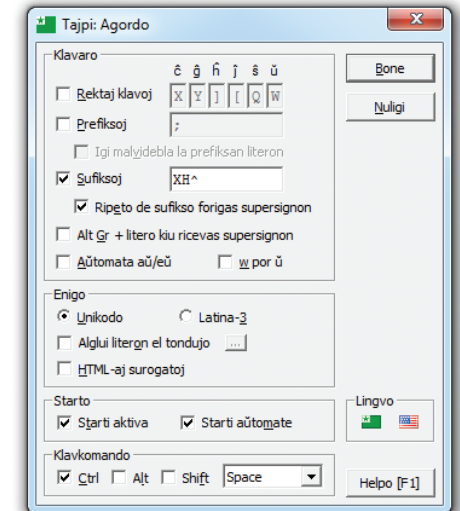 Tajpi: Agordo
Klavaro
ĉ ĝ ĥ ĵ ŝ ŭ
Rektaj klavoj X Y ] [ Q W
Prefiksoj ;
Igi malvidebla la prefiksan literon
Sufiksoj XH^
Ripeto de sufikso forigas supersignon
Alt Gr + litero kiu ricevas supersignon
Aŭtomata aŭ/eŭ w por ŭ
Enigo
Unikodo Latina-3
Alglui literon el tondujo ...
HTML-aj surogatoj
Starto
Starti aktiva Starti aŭtomate
Klavkomando
Ctrl Alt Shift Space
Bone
Nuligi
Lingvo
Helpo [F1]